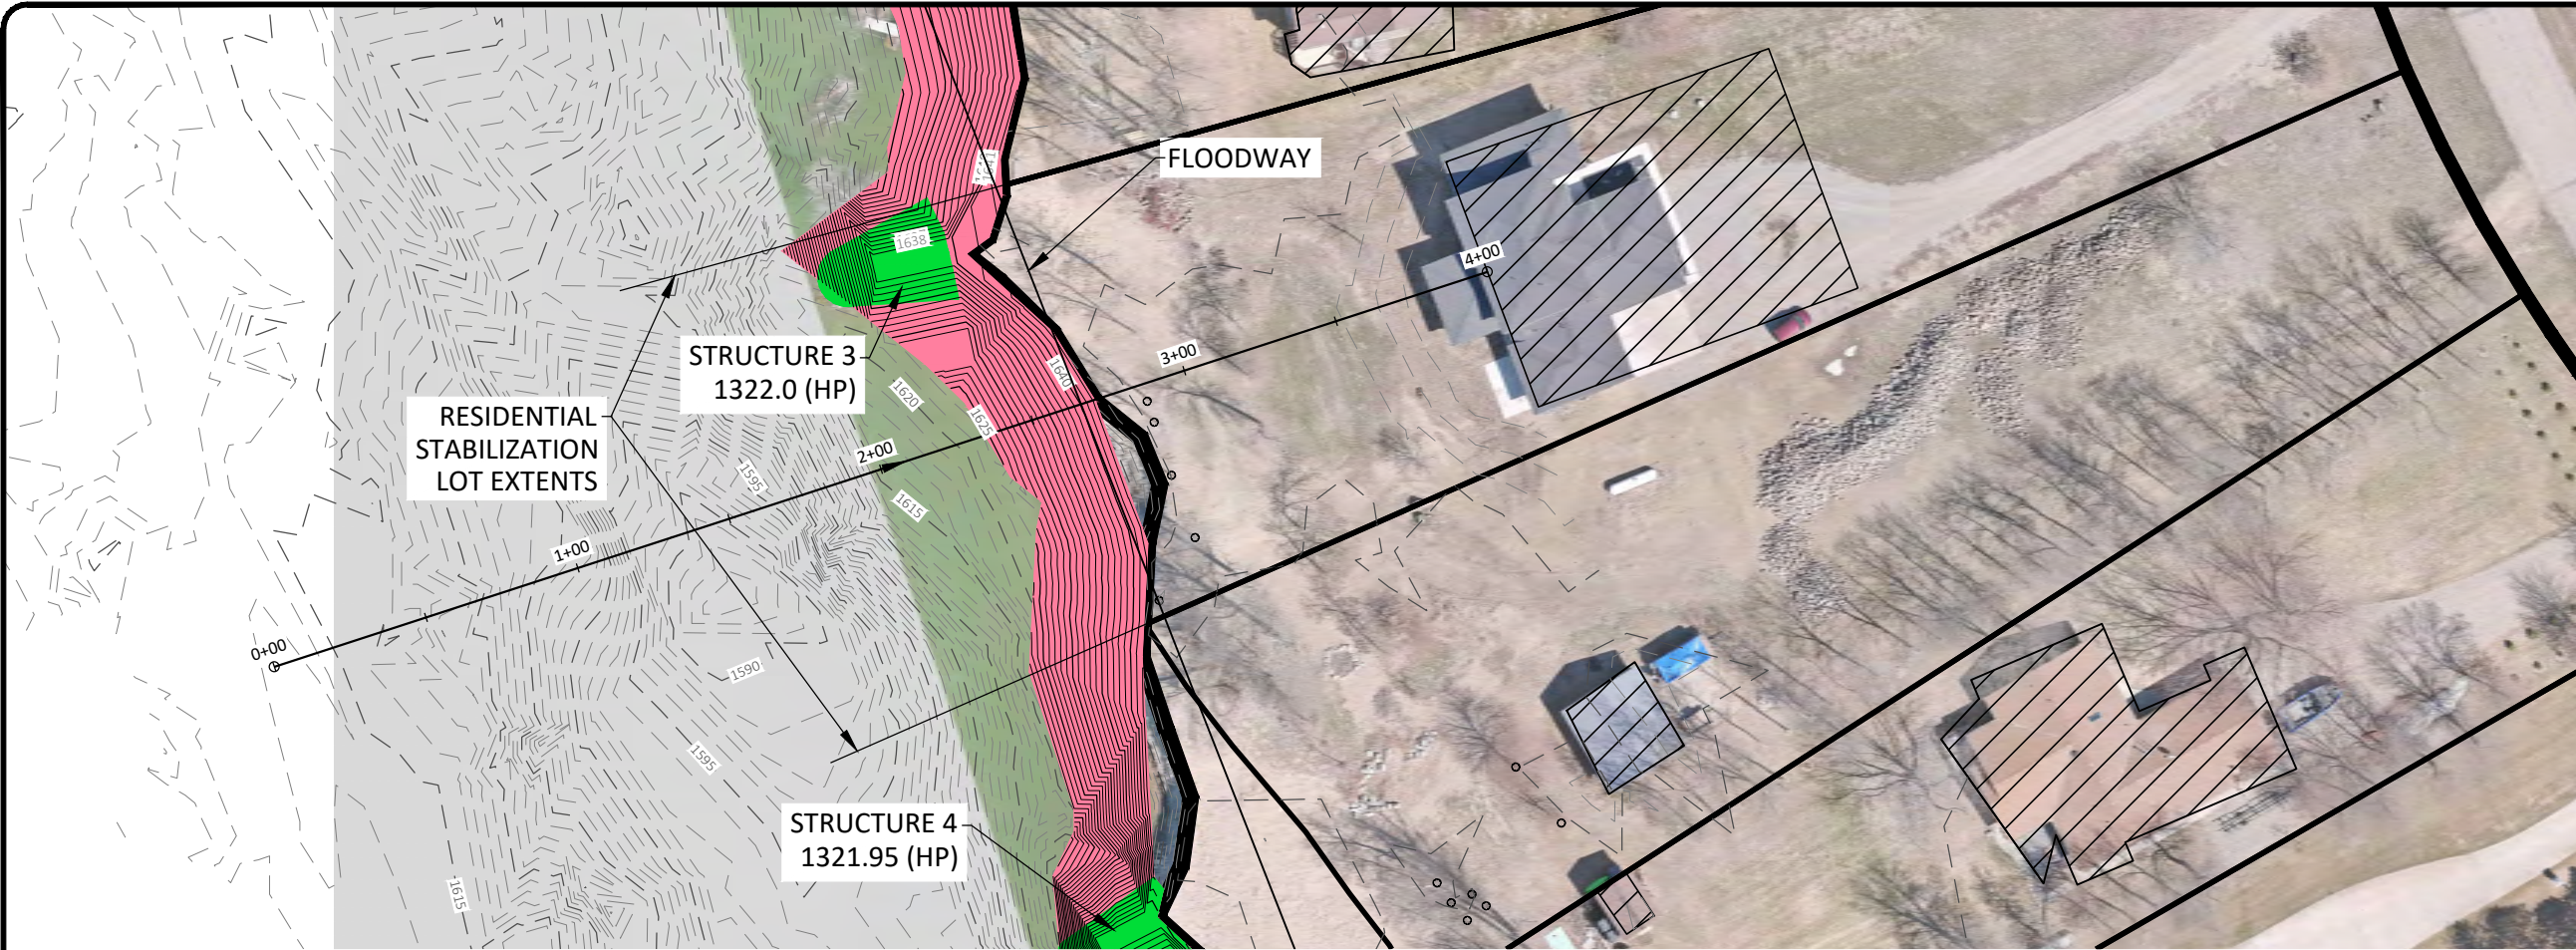 FLOODWAY
1641
1638
4+00
STRUCTURE 3
1322.0 (HP)
3+00
1640
1620
1625
RESIDENTIAL
STABILIZATION
LOT EXTENTS
2+00
1595
1615
1+00
0+00
1590
1595
STRUCTURE 4
1321.95 (HP)
1615